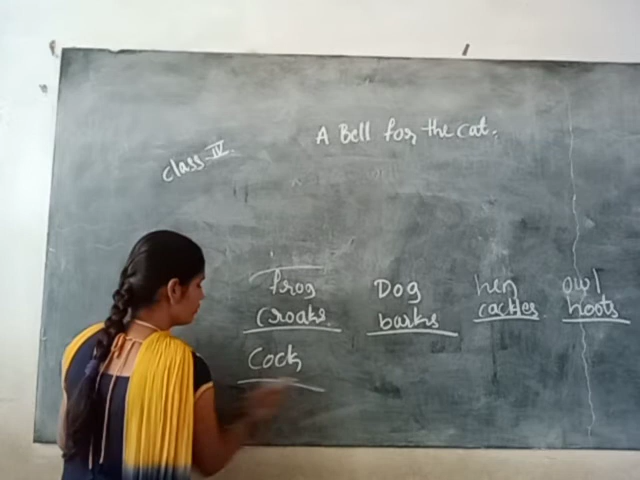 A Bell for the cat.
Class IV.
frog Dog hen owl
Croaks. barks cackles. hoots
Cock